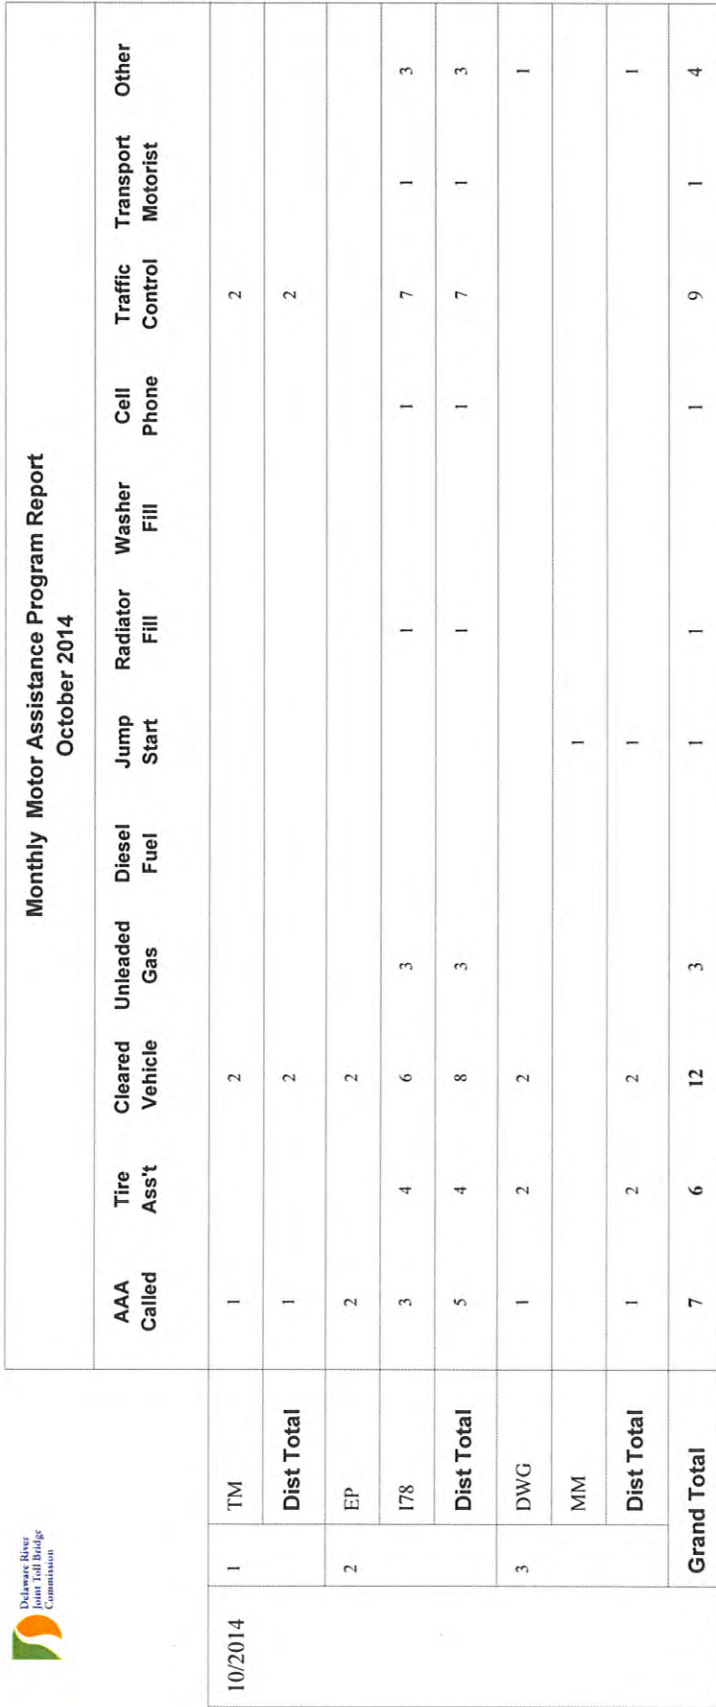 Delaware River
Joint Toll Bridge
Commission
Monthly Motor Assistance Program Report
October 2014
AAA Called Tire Ass't Cleared Vehicle Unleaded Gas Diesel Fuel Jump Start Radiator Fill Washer Fill Cell Phone Traffic Control Transport Motorist Other
10/2014 1 TM 1 2 2
Dist Total 1 2 2
2 EP 2 2
I78 3 4 6 3 1 1 7 1 3
Dist Total 5 4 8 3 1 1 7 1 3
3 DWG 1 2 2 1
MM 1
Dist Total 1 2 2 1 1
Grand Total 7 6 12 3 1 1 1 9 1 4